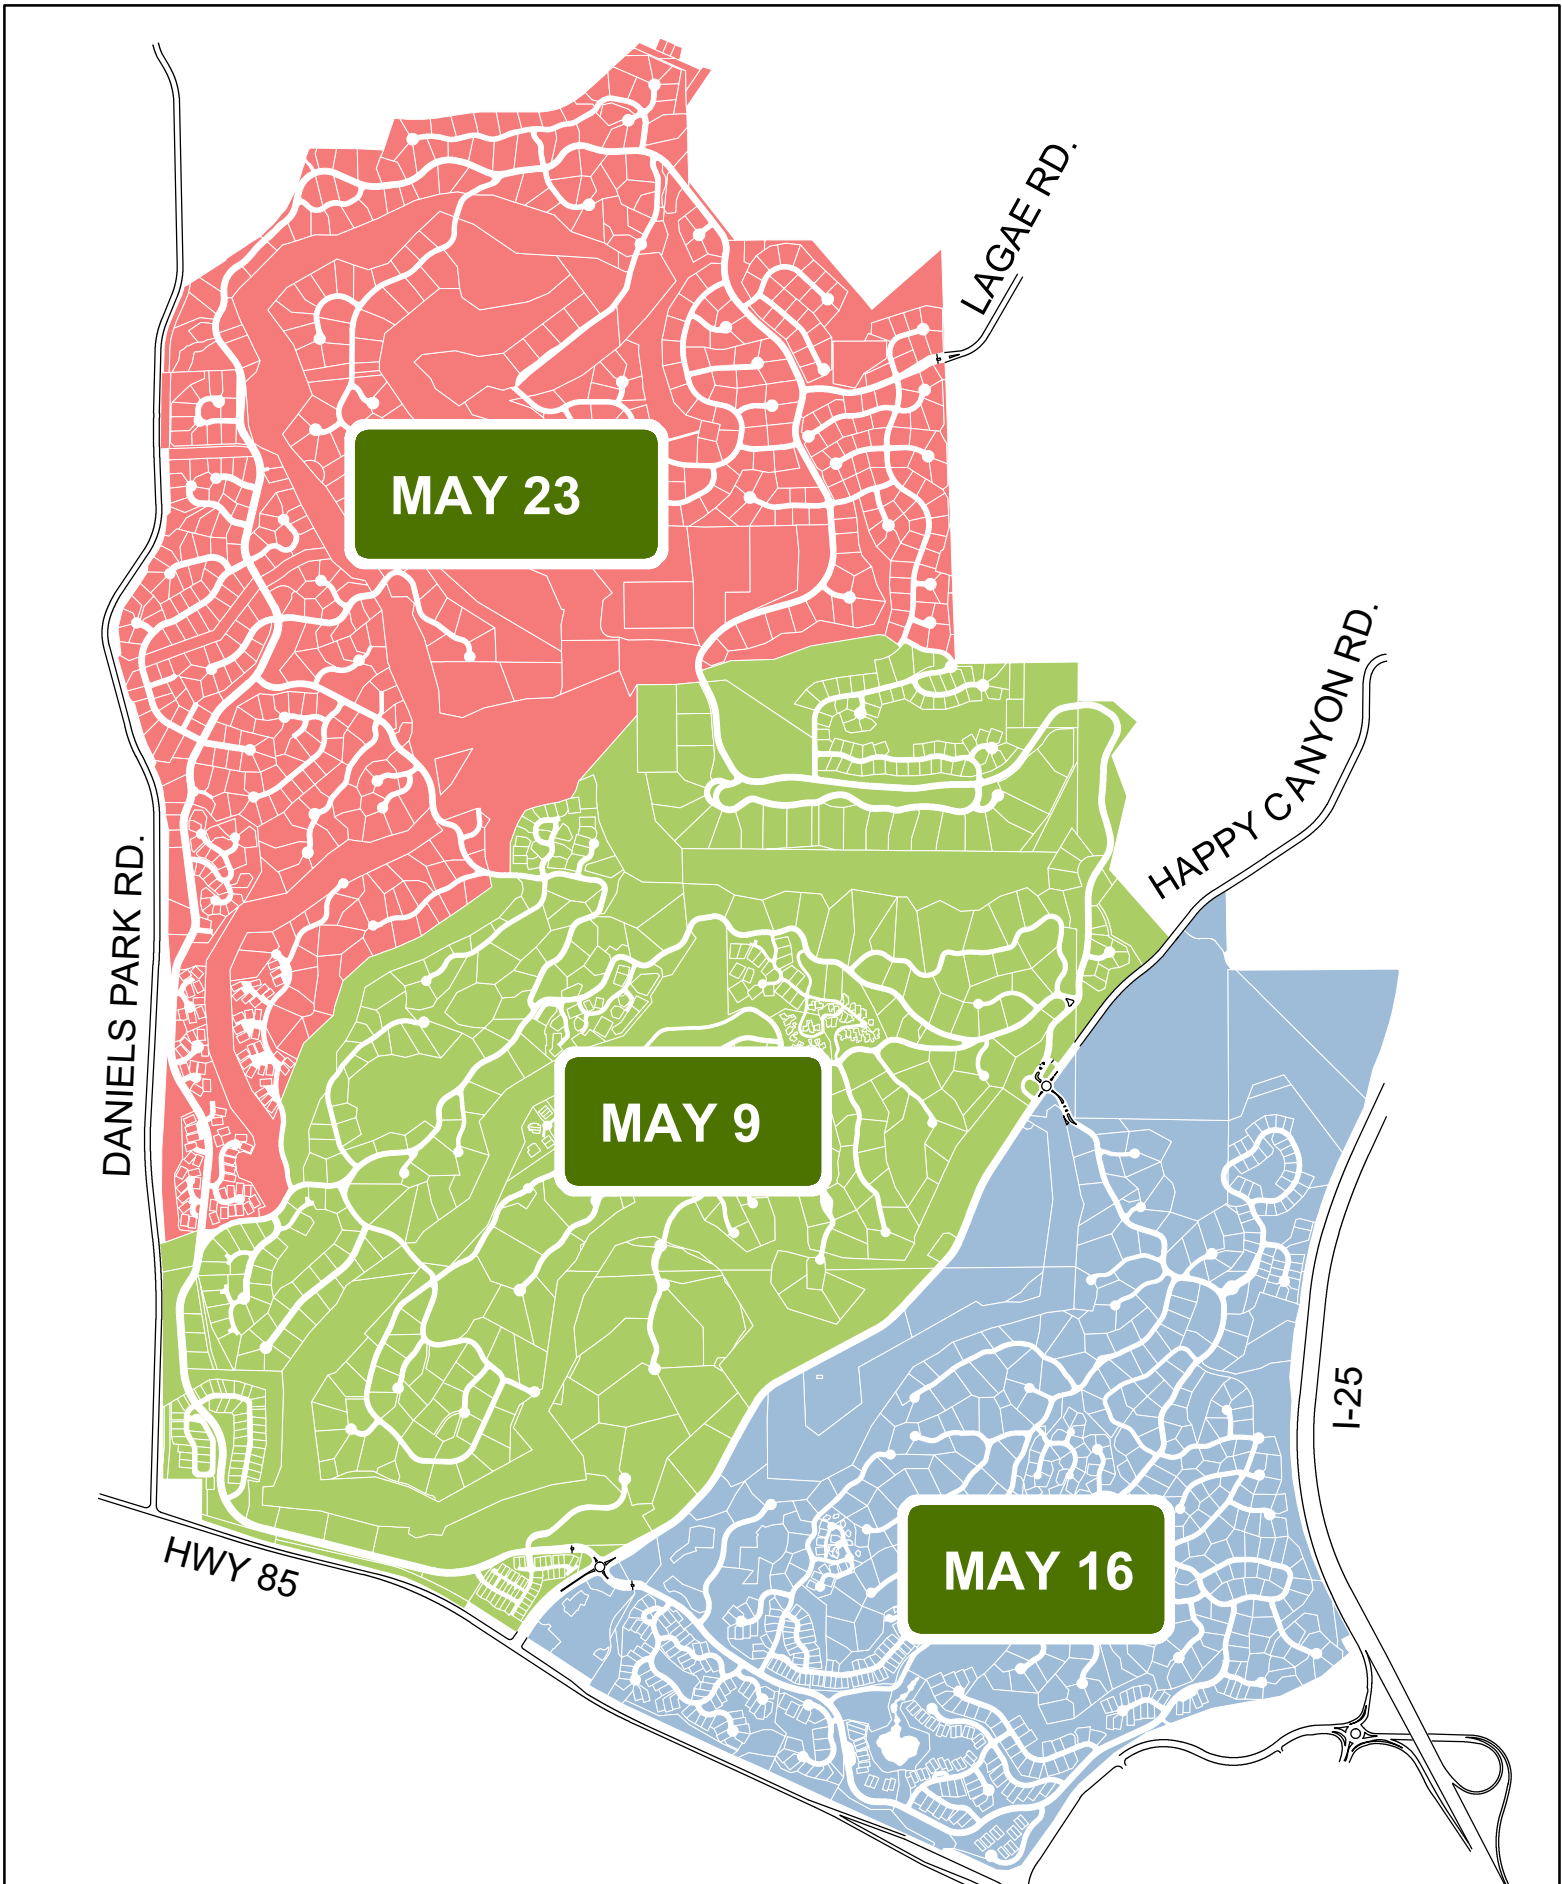 LAGAE RD.
MAY 23
HAPPY CANYON RD.
DANIELS PARK RD.
MAY 9
I-25
HWY 85
MAY 16